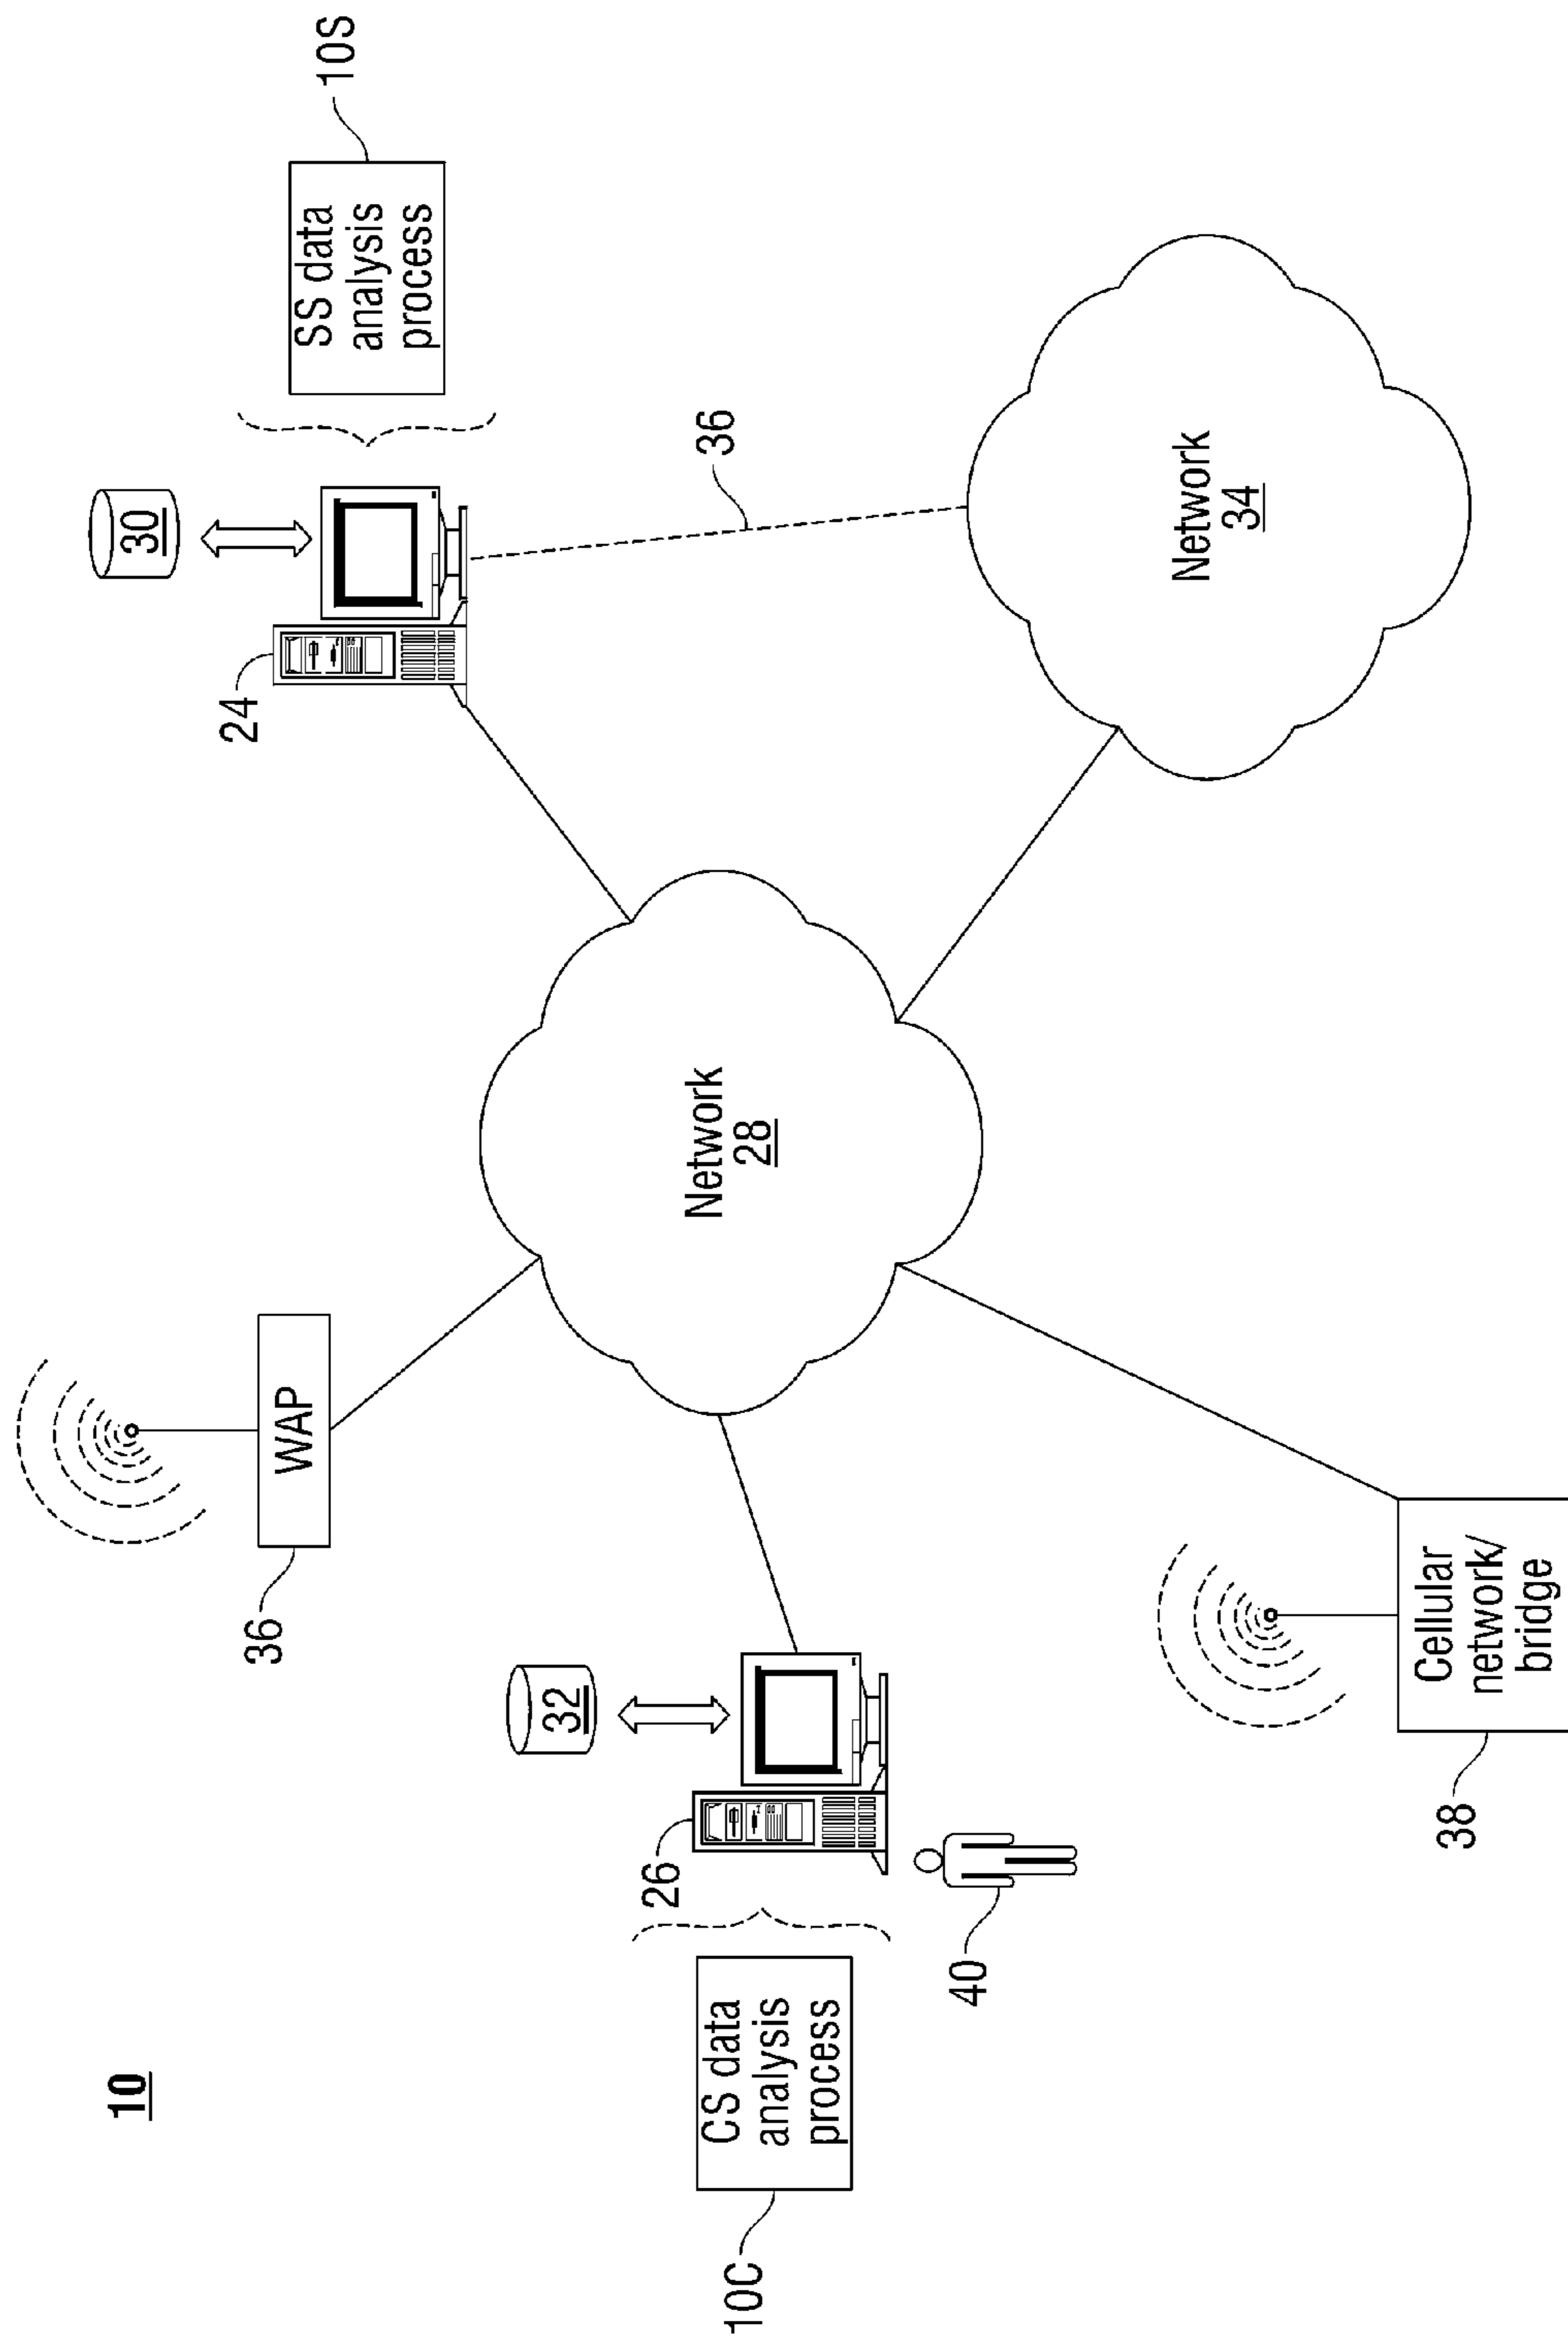 10
36
WAP
30
24
SS data
analysis
process
10S
32
26
CS data
analysis
process
10C
40
Network
28
36
Network
34
38
Cellular
network/
bridge